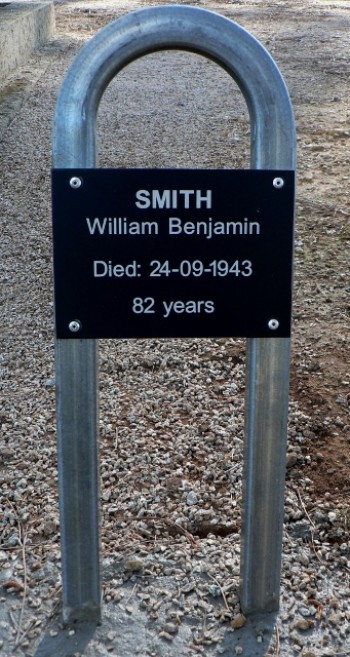 SMITH
William Benjamin
Died: 24-09-1943
82 years